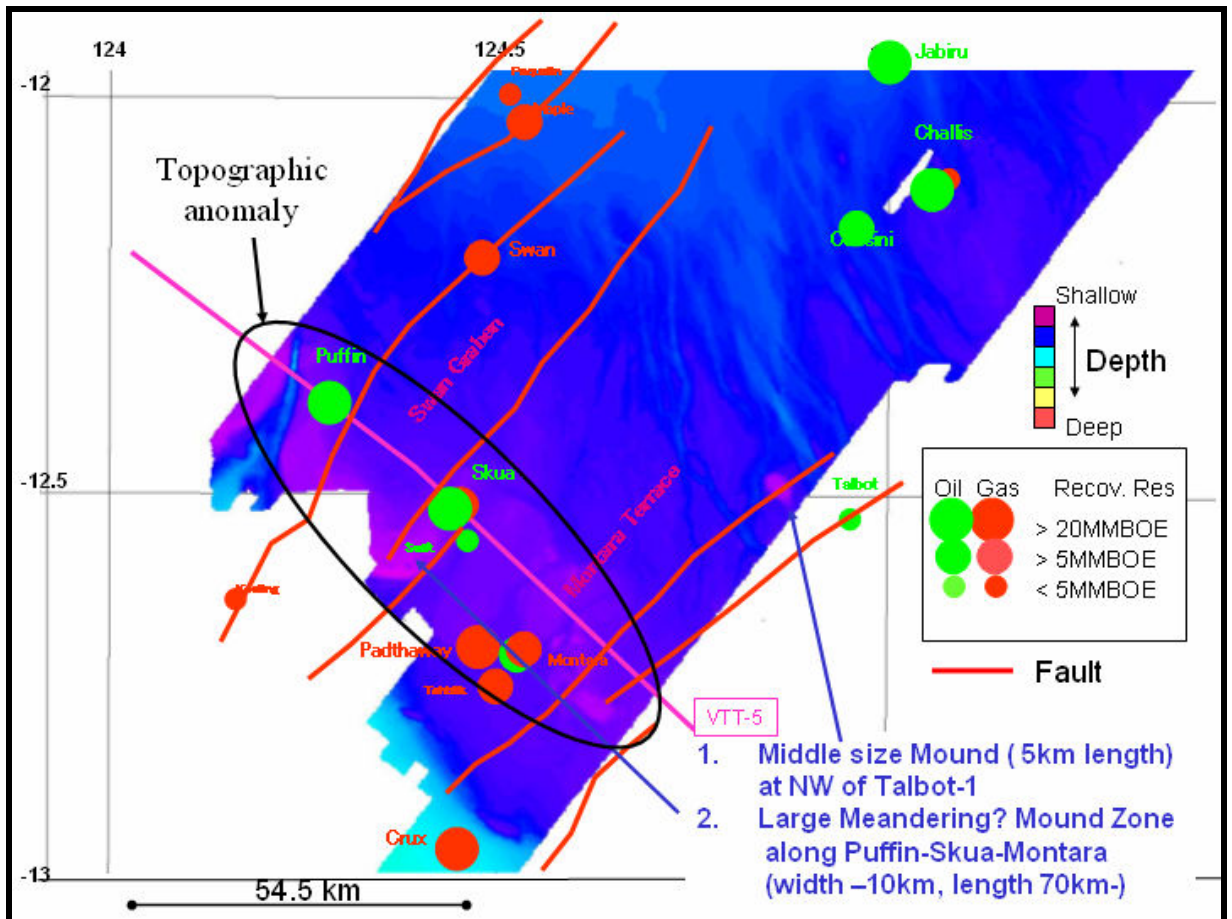 124
124.5
-12
Jabiru
Challis
Topographic
anomaly
Swan
Shallow
Puffin
Swan Graben
Depth
Deep
-12.5
Skua
Talbot
Oil Gas Recov. Res
> 20MMBOE
> 5MMBOE
< 5MMBOE
Montara Terrace
Padthaway
Montara
Fault
VTT-5
1. Middle size Mound ( 5km length)
at NW of Talbot-1
2. Large Meandering? Mound Zone
along Puffin-Skua-Montara
(width –10km, length 70km-)
Crux
-13
54.5 km